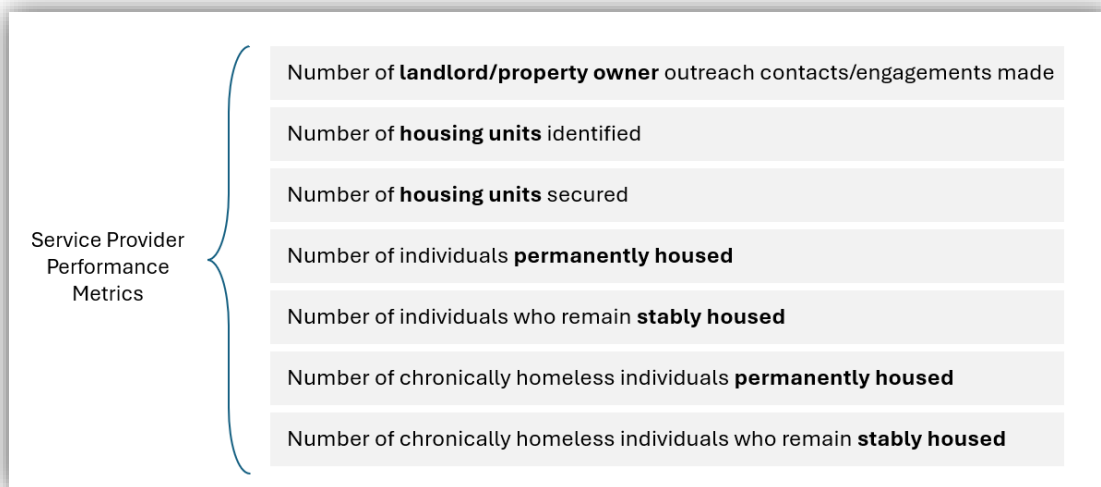 Number of landlord/property owner outreach contacts/engagements made
Number of housing units identified
Number of housing units secured
Service Provider
Performance
Metrics
Number of individuals permanently housed
Number of individuals who remain stably housed
Number of chronically homeless individuals permanently housed
Number of chronically homeless individuals who remain stably housed